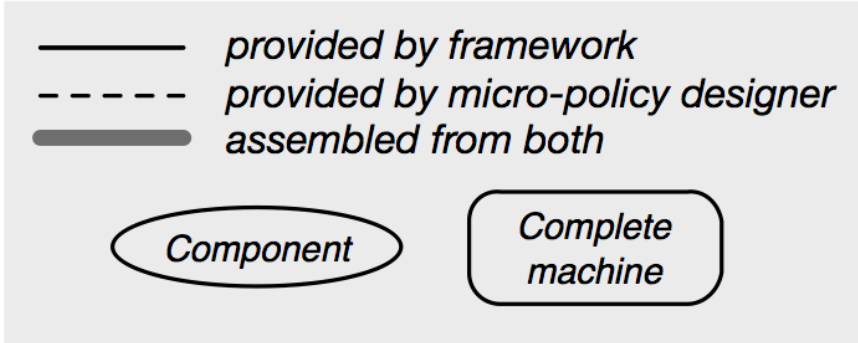 provided by framework
provided by micro-policy designer
assembled from both
Component
Complete
machine